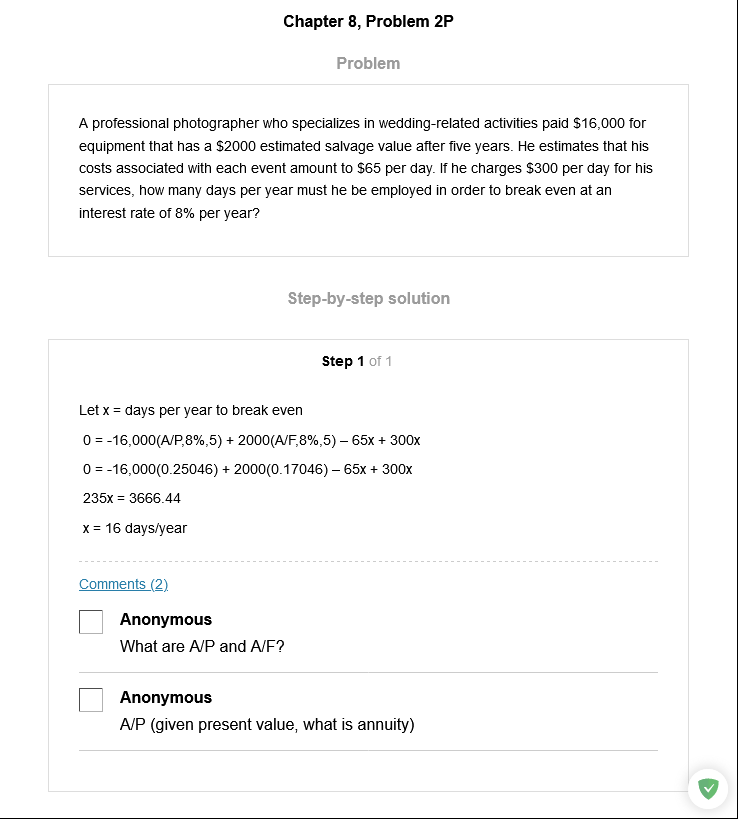 Chapter 8, Problem 2P
Problem
A professional photographer who specializes in wedding-related activities paid $16,000 for
equipment that has a $2000 estimated salvage value after five years. He estimates that his
costs associated with each event amount to $65 per day. If he charges $300 per day for his
services, how many days per year must he be employed in order to break even at an
interest rate of 8% per year?
Step-by-step solution
Step 1 of 1
Let x = days per year to break even
0 = -16,000(A/P,8%,5) + 2000(A/F,8%,5) – 65x + 300x
0 = -16,000(0.25046) + 2000(0.17046) – 65x + 300x
235x = 3666.44
x = 16 days/year
Comments (2)
Anonymous
What are A/P and A/F?
Anonymous
A/P (given present value, what is annuity)